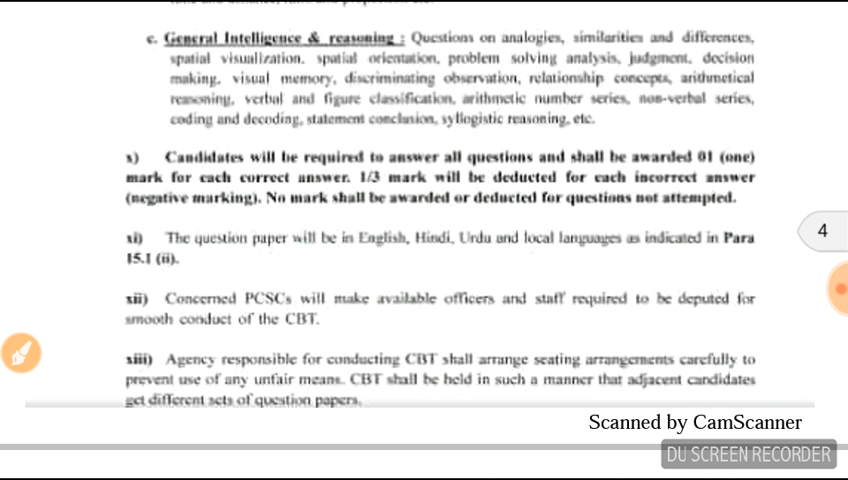 c. General Intelligence & reasoning : Questions on analogies, similarities and differences,
spatial visualization, spatial orientation, problem solving analysis, judgment, decision
making, visual memory, discriminating observation, relationship concepts, arithmetical
reasoning, verbal and figure classification, arithmetic number series, non-verbal series,
coding and decoding, statement conclusion, syllogistic reasoning, etc.
x) Candidates will be required to answer all questions and shall be awarded 01 (one)
mark for each correct answer. 1/3 mark will be deducted for each incorrect answer
(negative marking). No mark shall be awarded or deducted for questions not attempted.
xi) The question paper will be in English, Hindi, Urdu and local languages as indicated in Para
15.1 (ii).
xii) Concerned PCSCs will make available officers and staff required to be deputed for
smooth conduct of the CBT.
xiii) Agency responsible for conducting CBT shall arrange seating arrangements carefully to
prevent use of any unfair means. CBT shall be held in such a manner that adjacent candidates
get different sets of question papers.
4
Scanned by CamScanner
DU SCREEN RECORDER